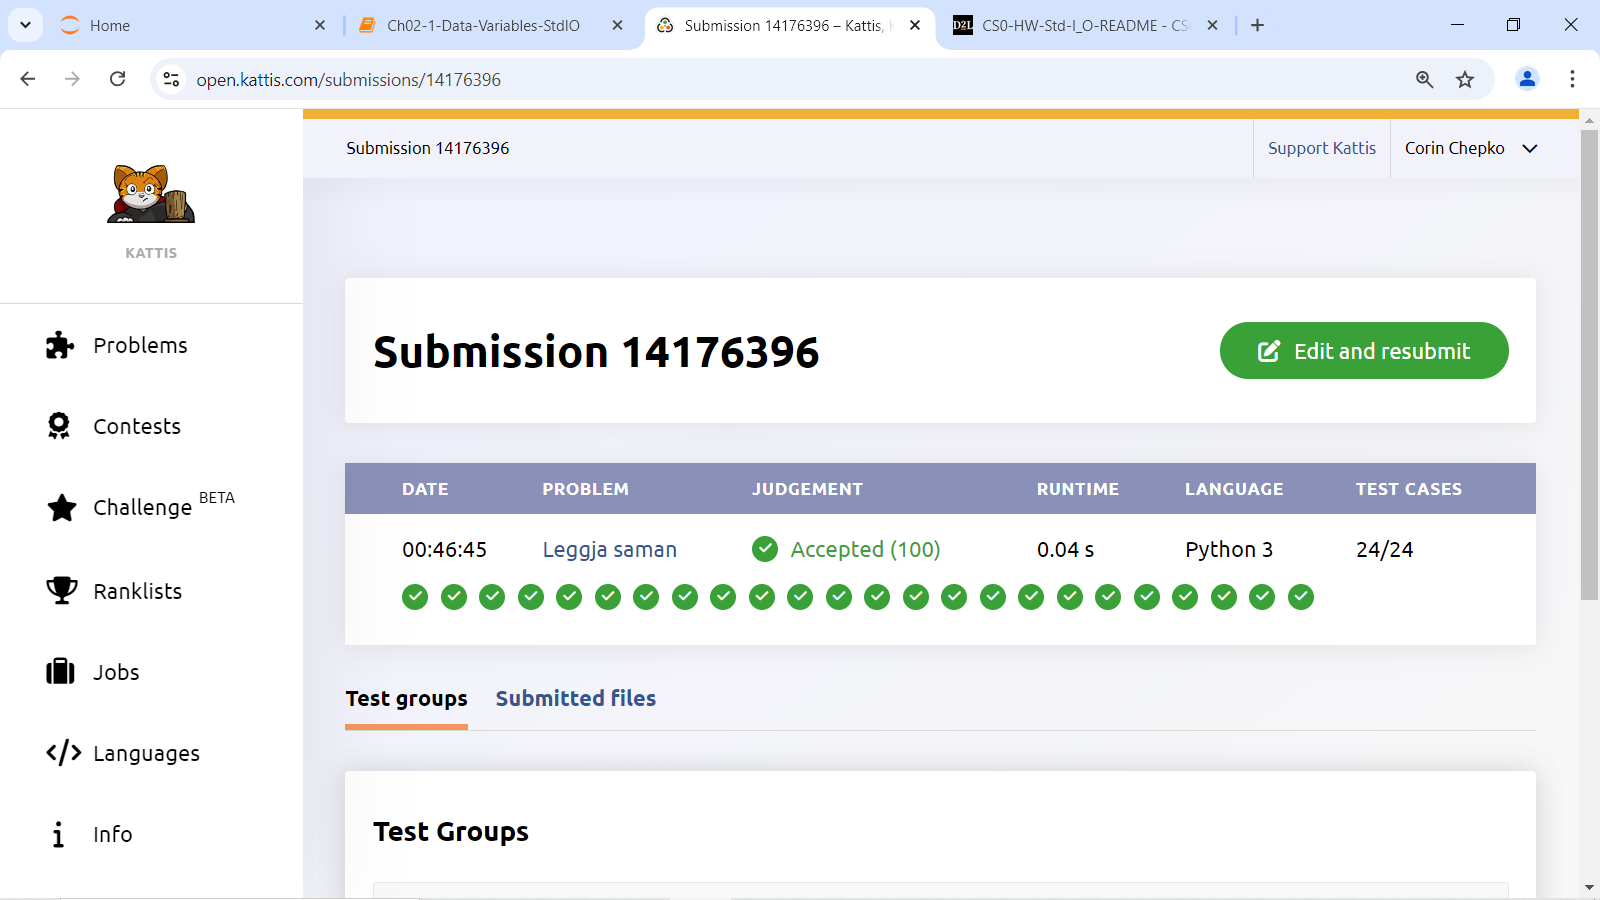 Home
Ch02-1-Data-Variables-StdIO
Submission 14176396 – Kattis,
CS0-HW-Std-I_O-README -
open.kattis.com/submissions/14176396
KATTIS
Problems
Contests
Challenge BETA
Ranklists
Jobs
Languages
Info
Submission 14176396
Support Kattis
Corin Chepko
Submission 14176396
Edit and resubmit
DATE PROBLEM JUDGEMENT RUNTIME LANGUAGE TEST CASES
00:46:45 Leggja saman Accepted (100) 0.04 s Python 3 24/24
Test groups Submitted files
Test Groups